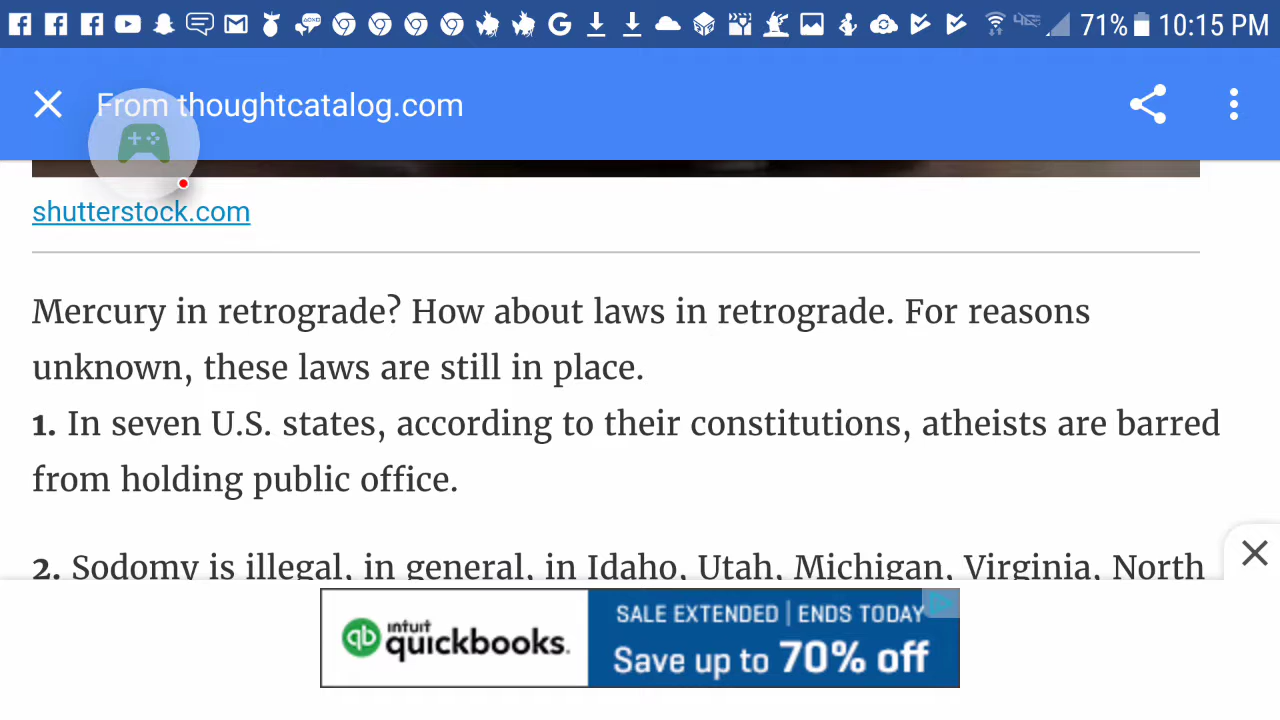 71% 10:15 PM
From thoughtcatalog.com
shutterstock.com
Mercury in retrograde? How about laws in retrograde. For reasons
unknown, these laws are still in place.
1. In seven U.S. states, according to their constitutions, atheists are barred
from holding public office.
2. Sodomy is illegal, in general, in Idaho, Utah, Michigan, Virginia, North
qb intuit quickbooks.
SALE EXTENDED | ENDS TODAY
Save up to 70% off